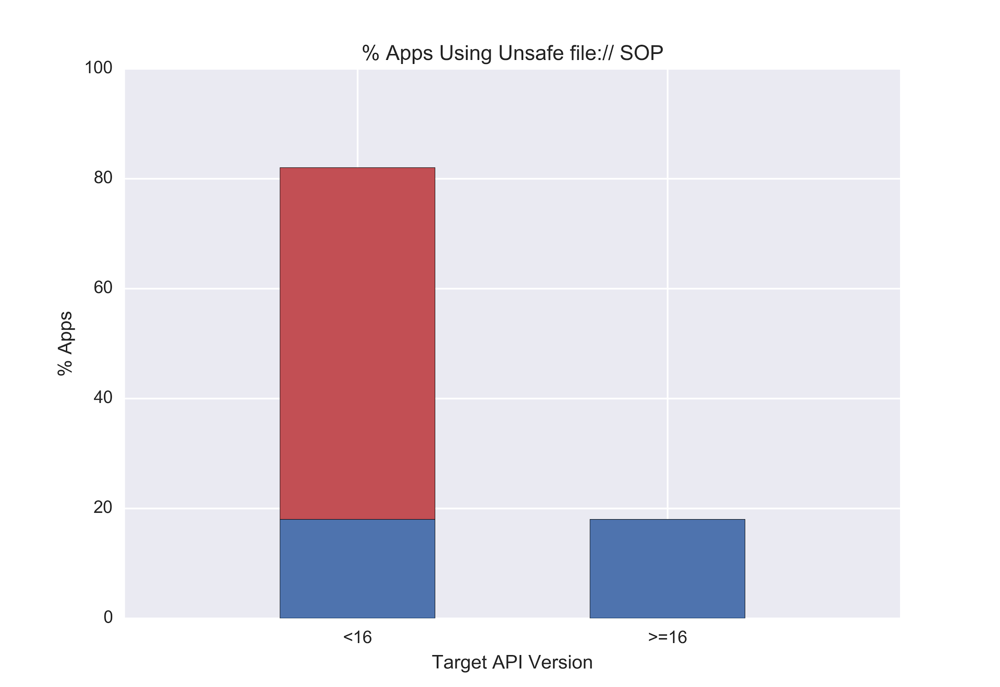 % Apps Using Unsafe file:// SOP
100
80
60
40
20
0
% Apps
<16
>=16
Target API Version